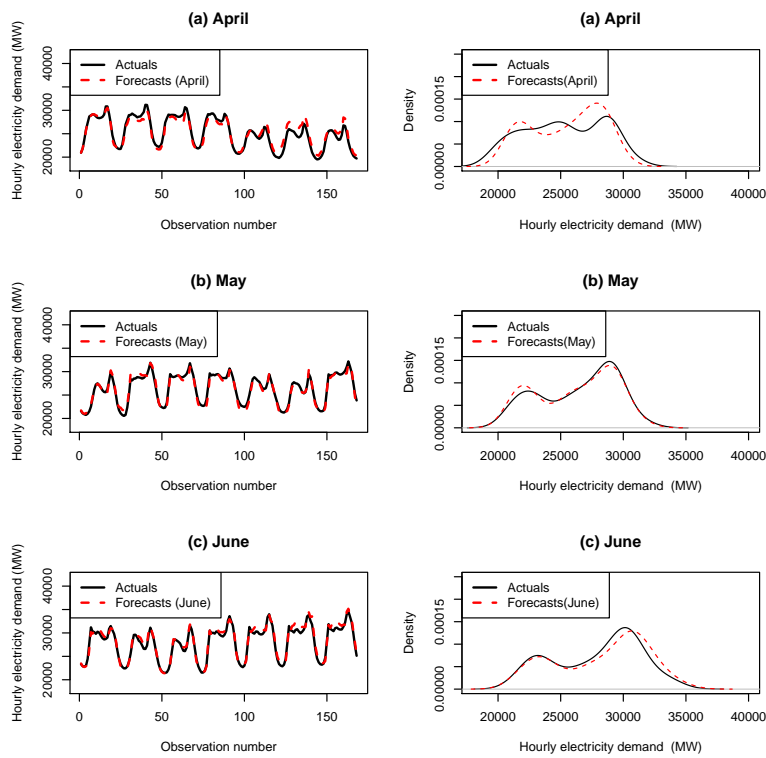 (a) April
Hourly electricity demand (MW)
20000 30000 40000
Actuals
Forecasts (April)
0 50 100 150
Observation number
(a) April
Density
0.00000 0.00015
Actuals
Forecasts(April)
20000 25000 30000 35000 40000
Hourly electricity demand (MW)
(b) May
Hourly electricity demand (MW)
20000 30000 40000
Actuals
Forecasts (May)
0 50 100 150
Observation number
(b) May
Density
0.00000 0.00015
Actuals
Forecasts(May)
20000 25000 30000 35000 40000
Hourly electricity demand (MW)
(c) June
Hourly electricity demand (MW)
20000 30000 40000
Actuals
Forecasts (June)
0 50 100 150
Observation number
(c) June
Density
0.00000 0.00015
Actuals
Forecasts(June)
20000 25000 30000 35000 40000
Hourly electricity demand (MW)